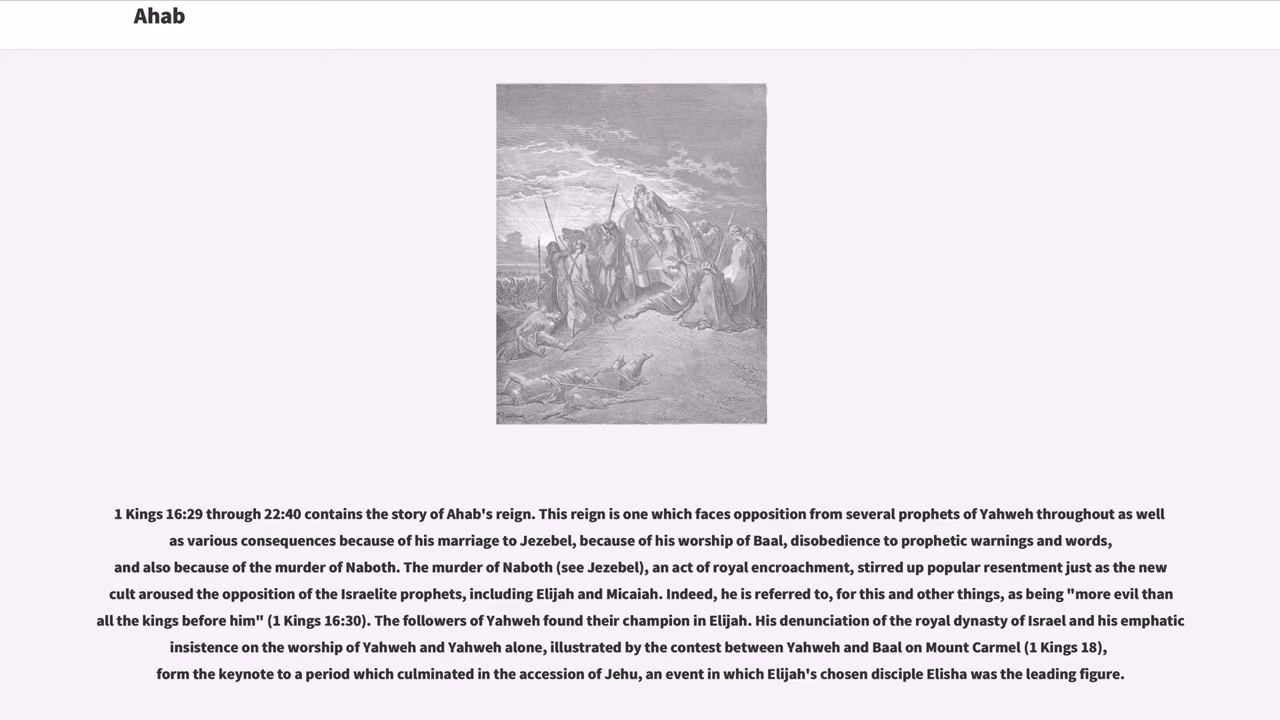 Ahab
1 Kings 16:29 through 22:40 contains the story of Ahab's reign. This reign is one which faces opposition from several prophets of Yahweh throughout as well
as various consequences because of his marriage to Jezebel, because of his worship of Baal, disobedience to prophetic warnings and words,
and also because of the murder of Naboth. The murder of Naboth (see Jezebel), an act of royal encroachment, stirred up popular resentment just as the new
cult aroused the opposition of the Israelite prophets, including Elijah and Micaiah. Indeed, he is referred to, for this and other things, as being "more evil than
all the kings before him" (1 Kings 16:30). The followers of Yahweh found their champion in Elijah. His denunciation of the royal dynasty of Israel and his emphatic
insistence on the worship of Yahweh and Yahweh alone, illustrated by the contest between Yahweh and Baal on Mount Carmel (1 Kings 18),
form the keynote to a period which culminated in the accession of Jehu, an event in which Elijah's chosen disciple Elisha was the leading figure.